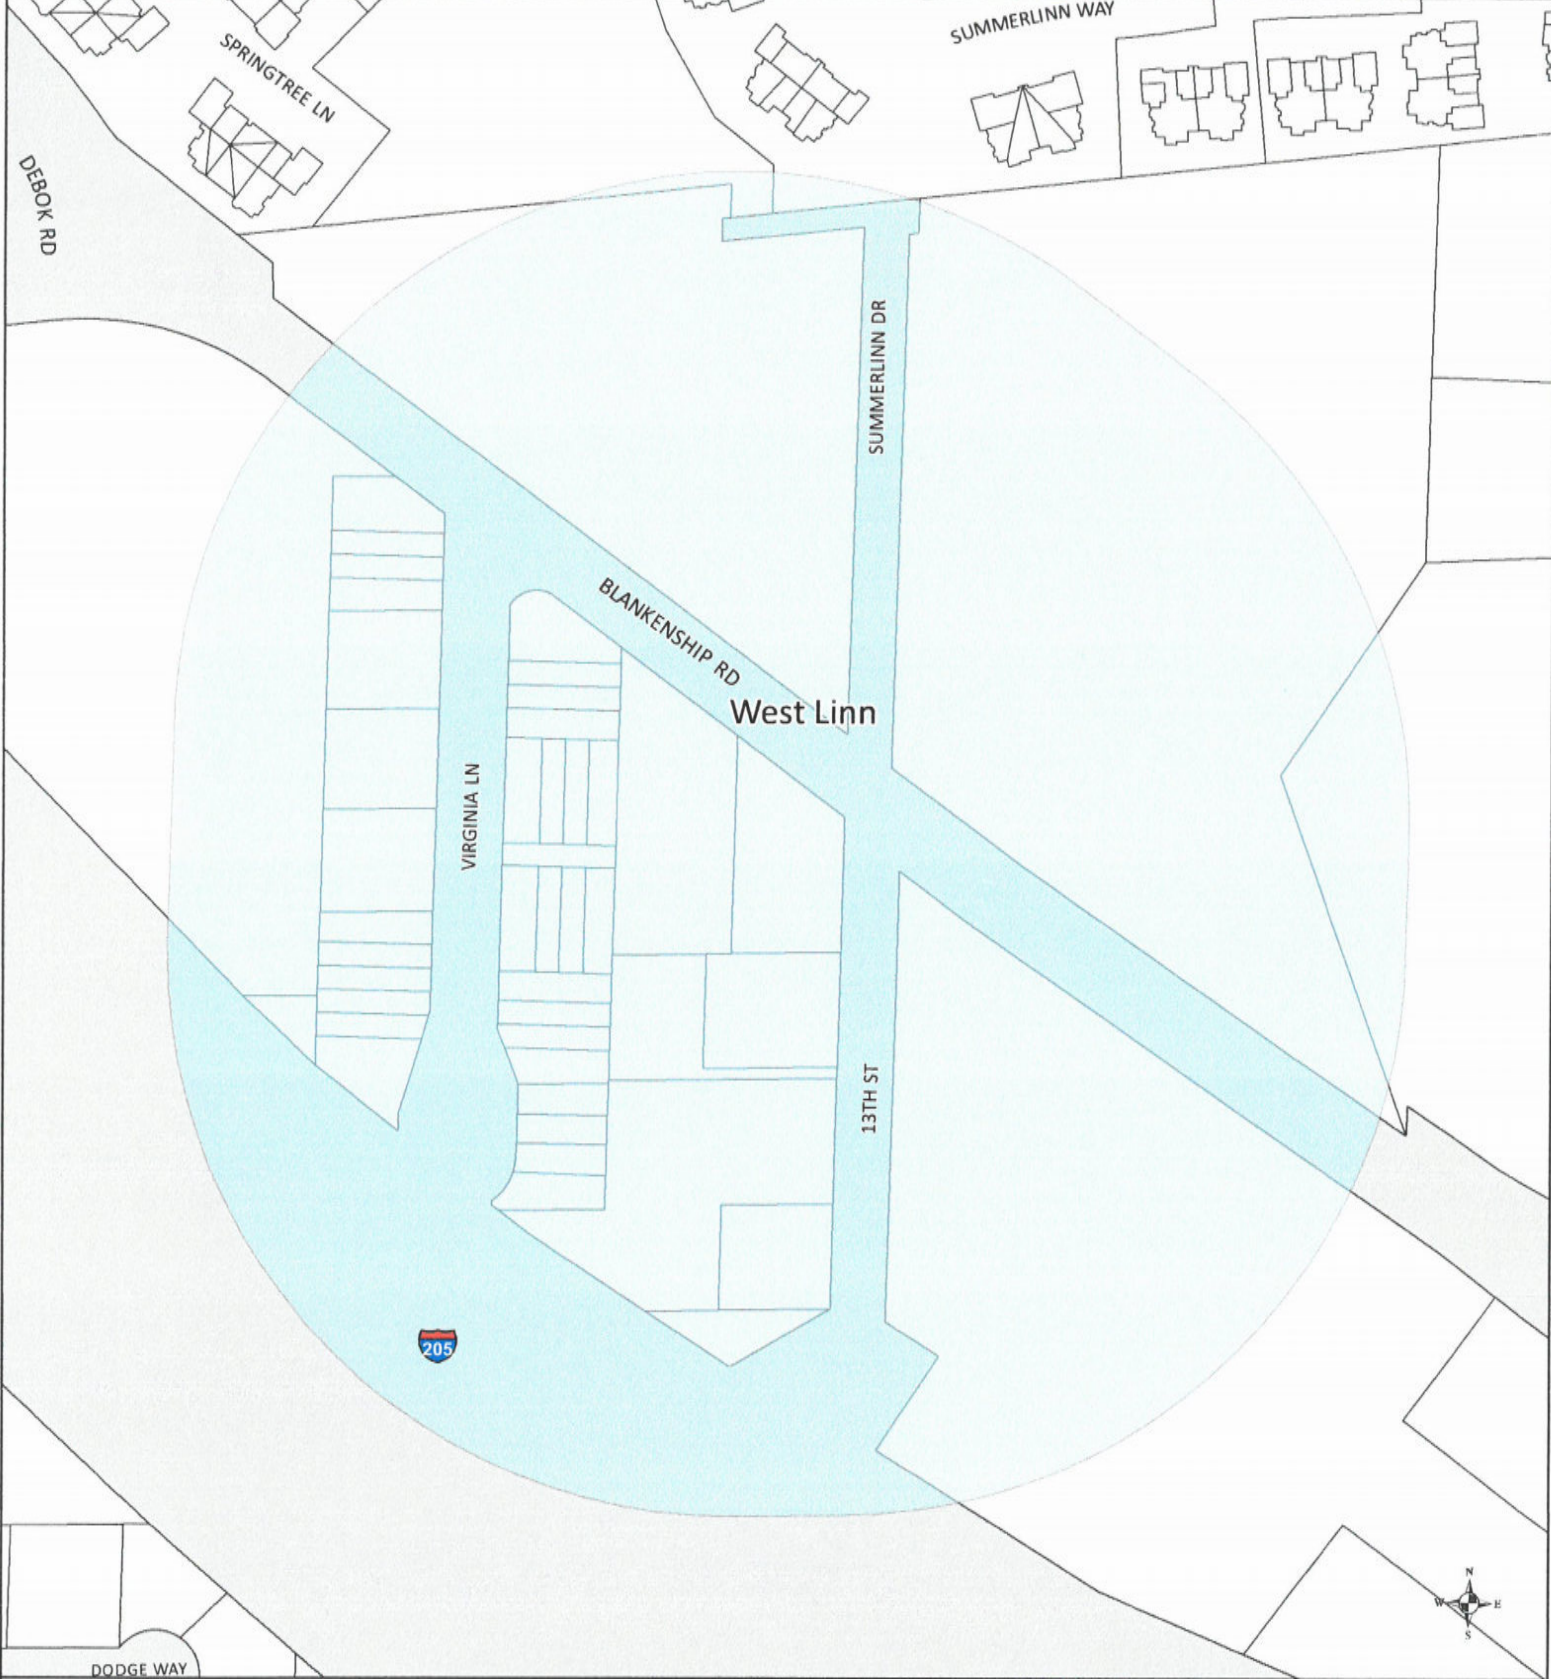 SUMMERLINN WAY
SPRINGTREE LN
DEBOK RD
SUMMERLINN DR
BLANKENSHIP RD
West Linn
VIRGINIA LN
13TH ST
205
N
W E
S
DODGE WAY